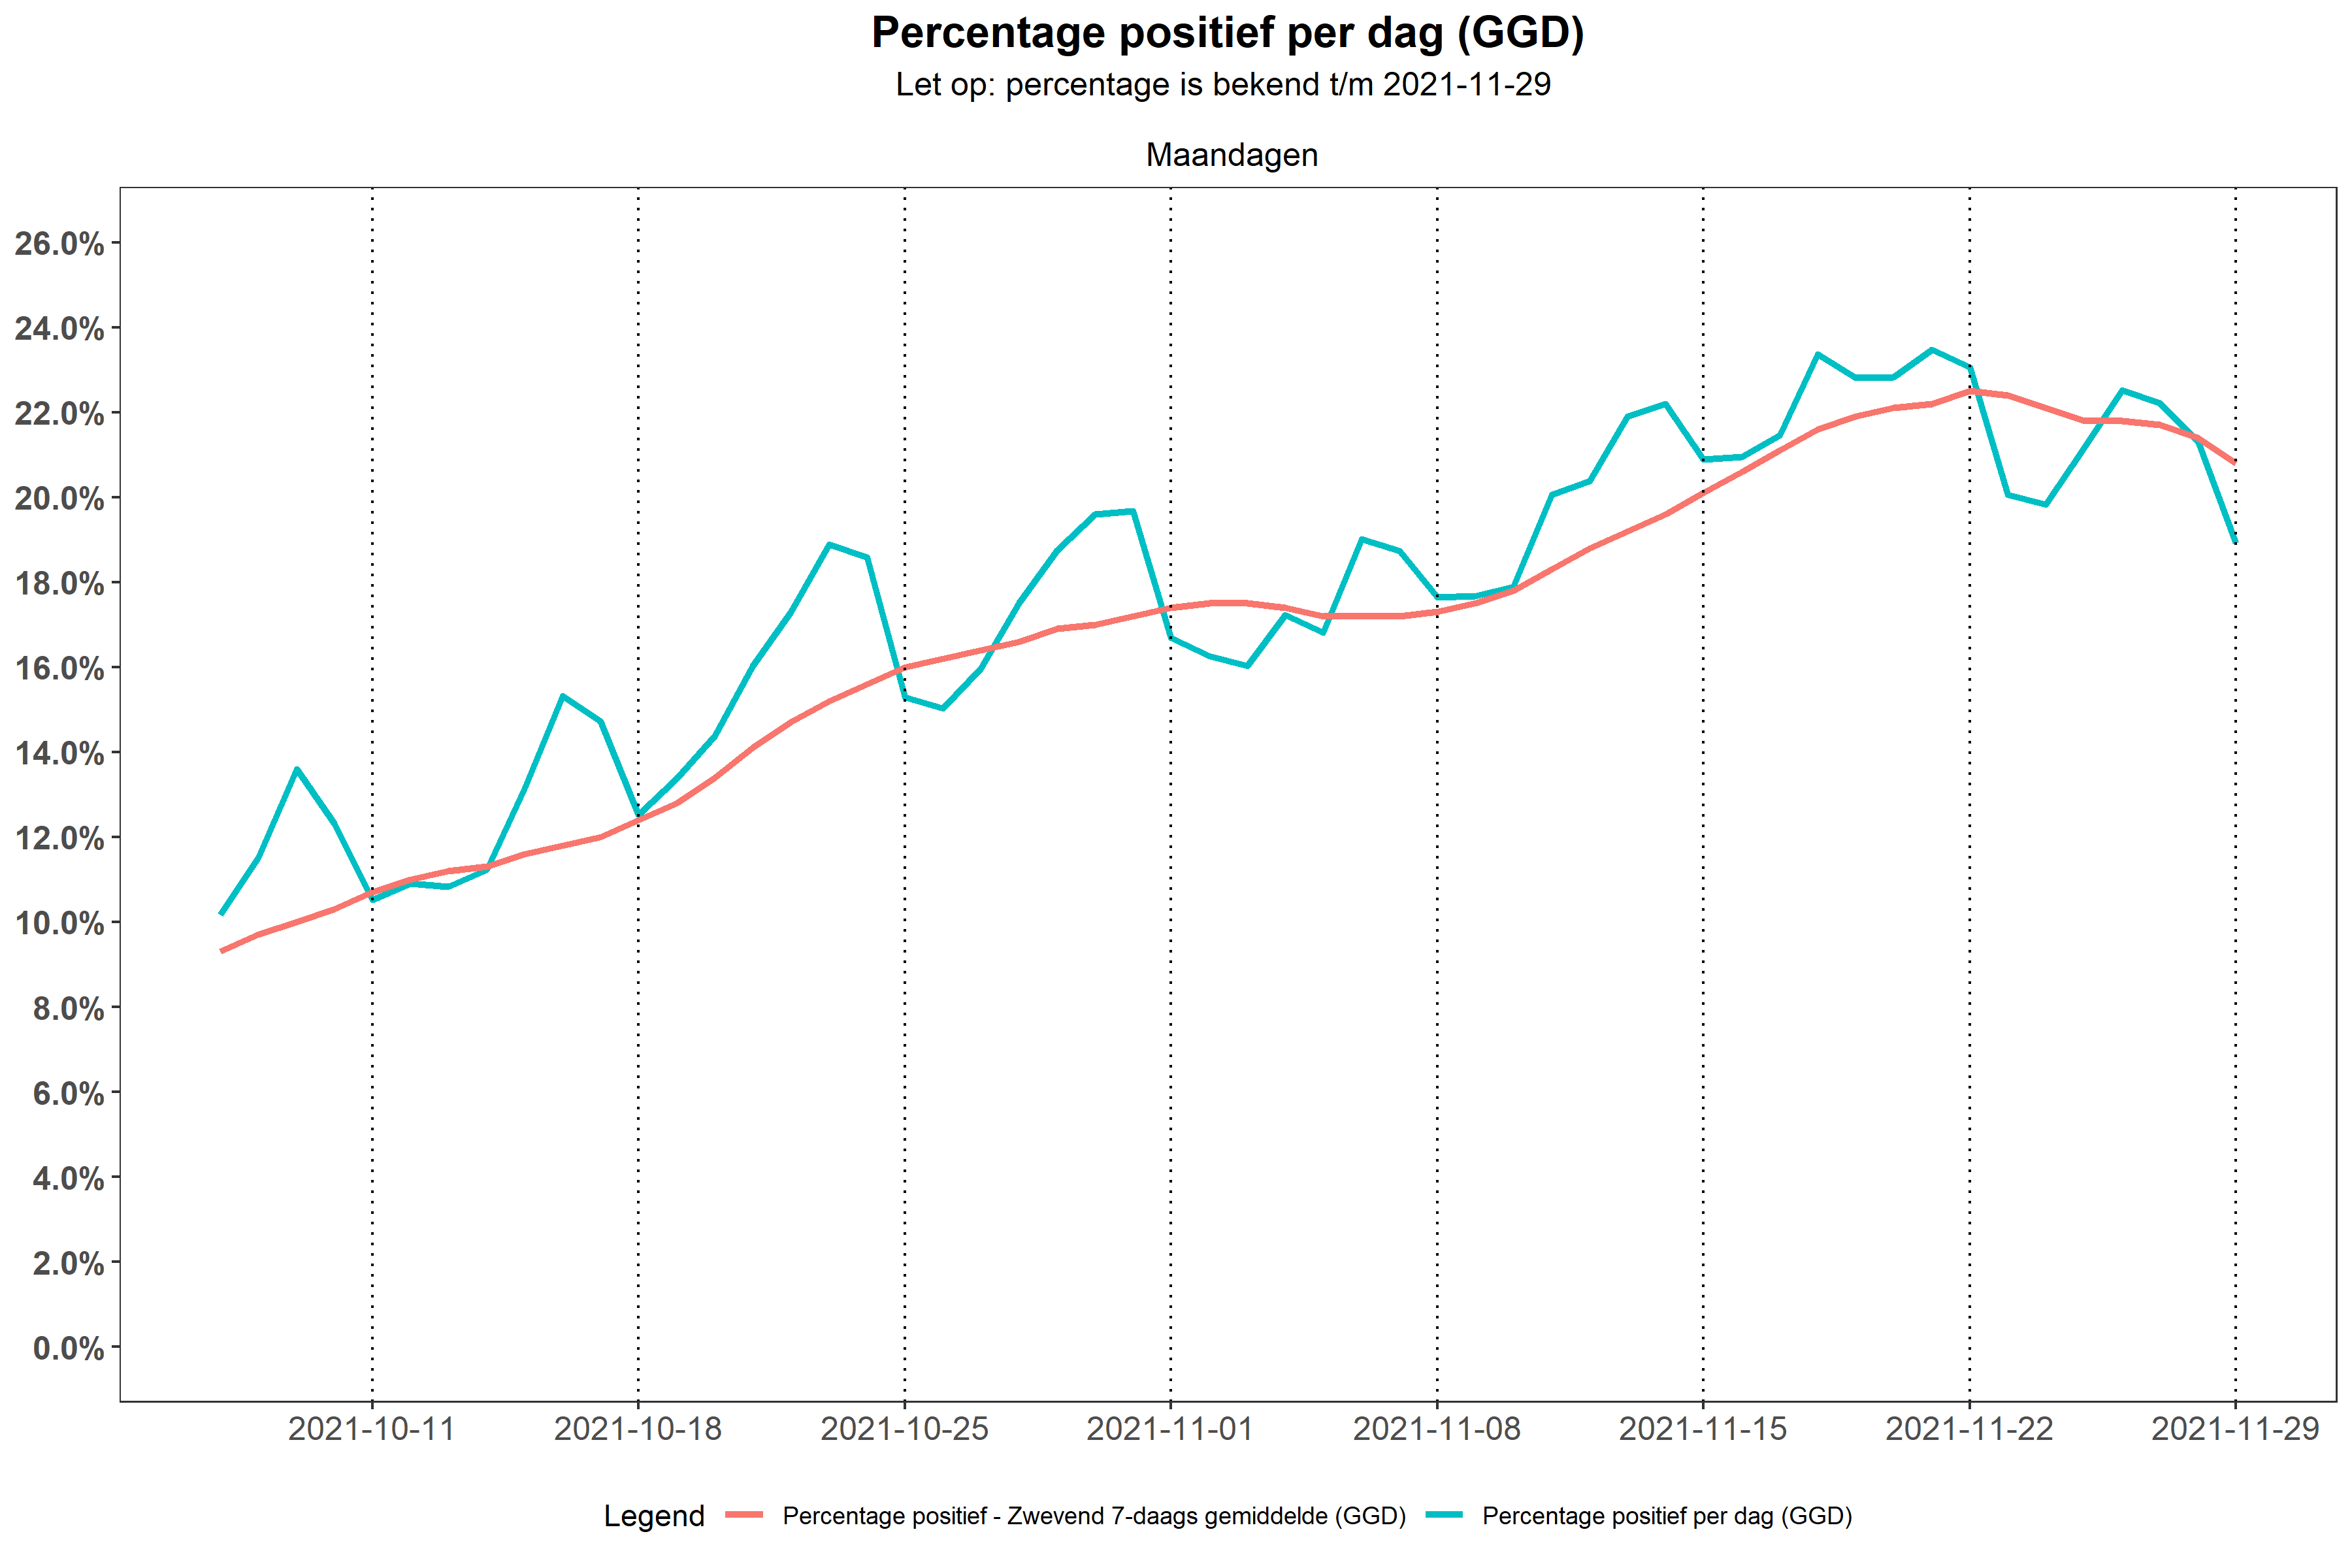 Percentage positief per dag (GGD)
Let op: percentage is bekend t/m 2021-11-29
Maandagen
26.0%
24.0%
22.0%
20.0%
18.0%
16.0%
14.0%
12.0%
10.0%
8.0%
6.0%
4.0%
2.0%
0.0%
2021-10-11 2021-10-18 2021-10-25 2021-11-01 2021-11-08 2021-11-15 2021-11-22 2021-11-29
Legend Percentage positief - Zwevend 7-daags gemiddelde (GGD) Percentage positief per dag (GGD)